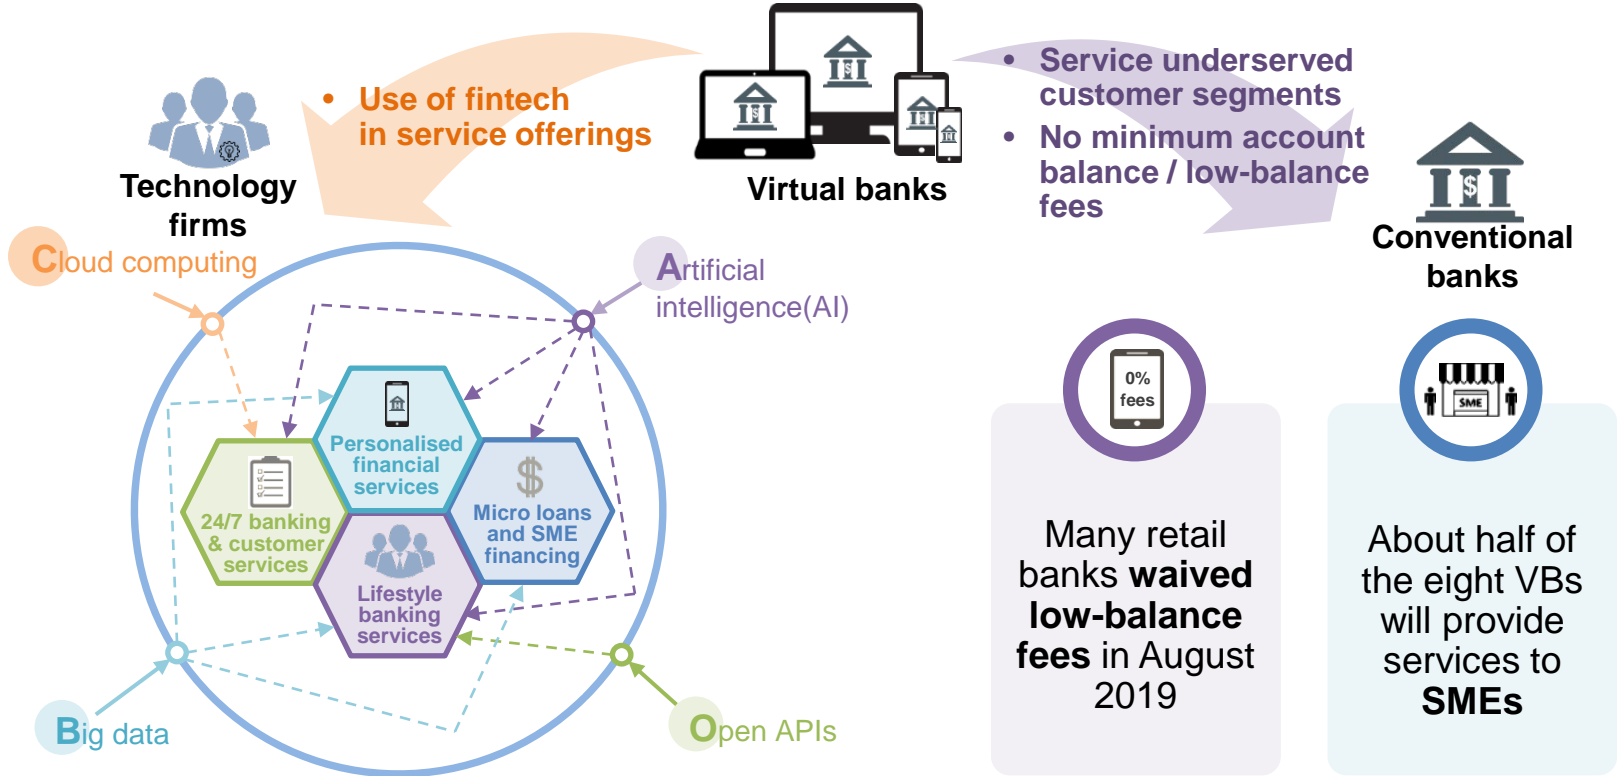 • Use of fintech
in service offerings
Technology
firms
Virtual banks
• Service underserved
customer segments
• No minimum account
balance / low-balance
fees
$
Conventional
banks
Cloud computing
Artificial
intelligence(AI)
Personalised
financial
services
24/7 banking
& customer
services
$
Micro loans
and SME
financing
Lifestyle
banking
services
Big data
Open APIs
0%
fees
Many retail
banks waived
low-balance
fees in August
2019
SME
About half of
the eight VBs
will provide
services to
SMEs